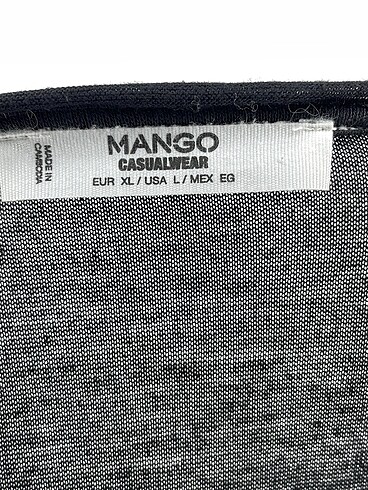 MANGO
CASUALWEAR
EUR XL / USA L / MEX EG
MADE IN
CAMBODIA